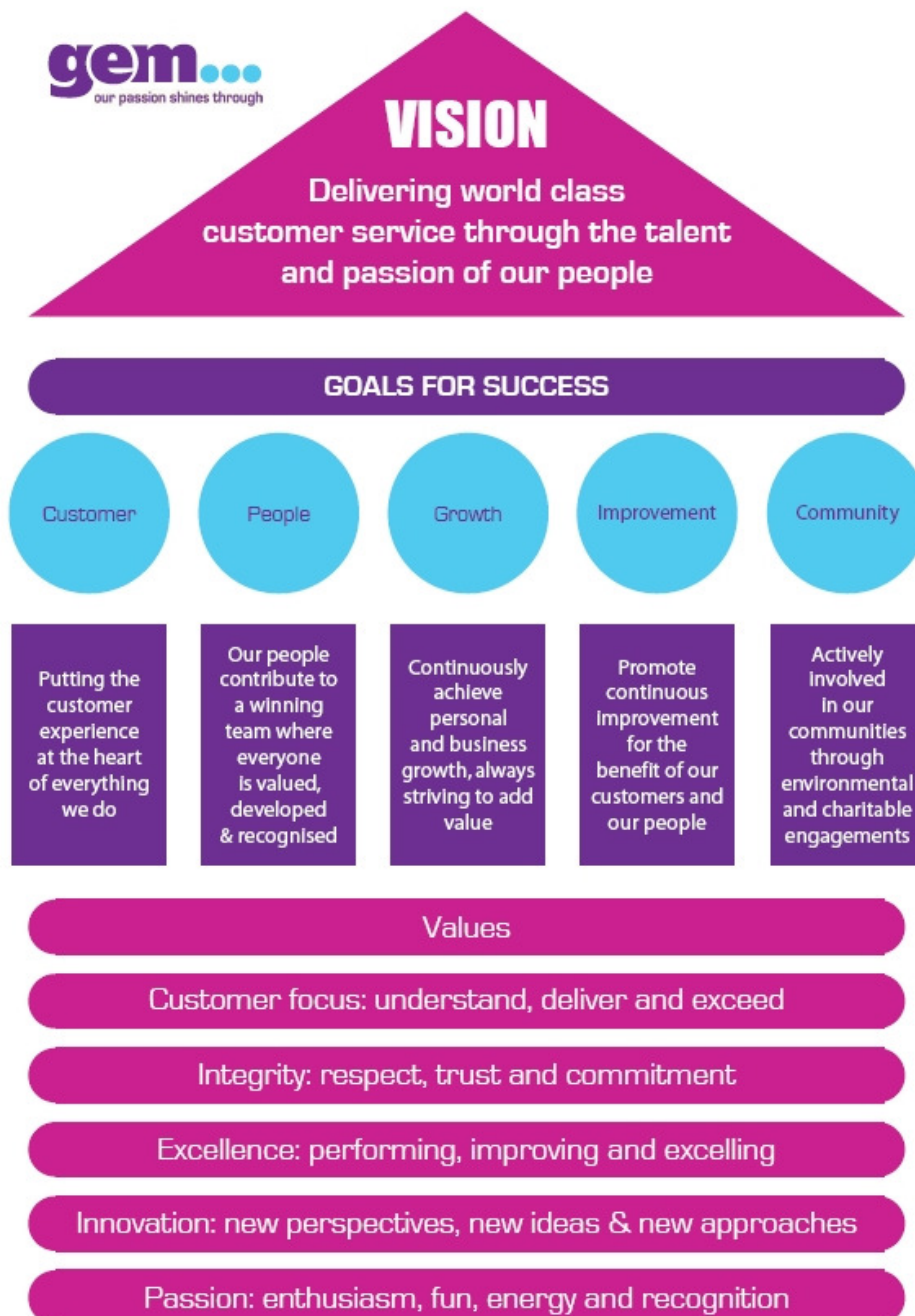 gem...
our passion shines through
VISION
Delivering world class
customer service through the talent
and passion of our people
GOALS FOR SUCCESS
Customer
People
Growth
Improvement
Community
Putting the
customer
experience
at the heart
of everything
we do
Our people
contribute to
a winning
team where
everyone
is valued,
developed
& recognised
Continuously
achieve
personal
and business
growth, always
striving to add
value
Promote
continuous
improvement
for the
benefit of our
customers and
our people
Actively
involved
in our
communities
through
environmental
and charitable
engagements
Values
Customer focus: understand, deliver and exceed
Integrity: respect, trust and commitment
Excellence: performing, improving and excelling
Innovation: new perspectives, new ideas & new approaches
Passion: enthusiasm, fun, energy and recognition